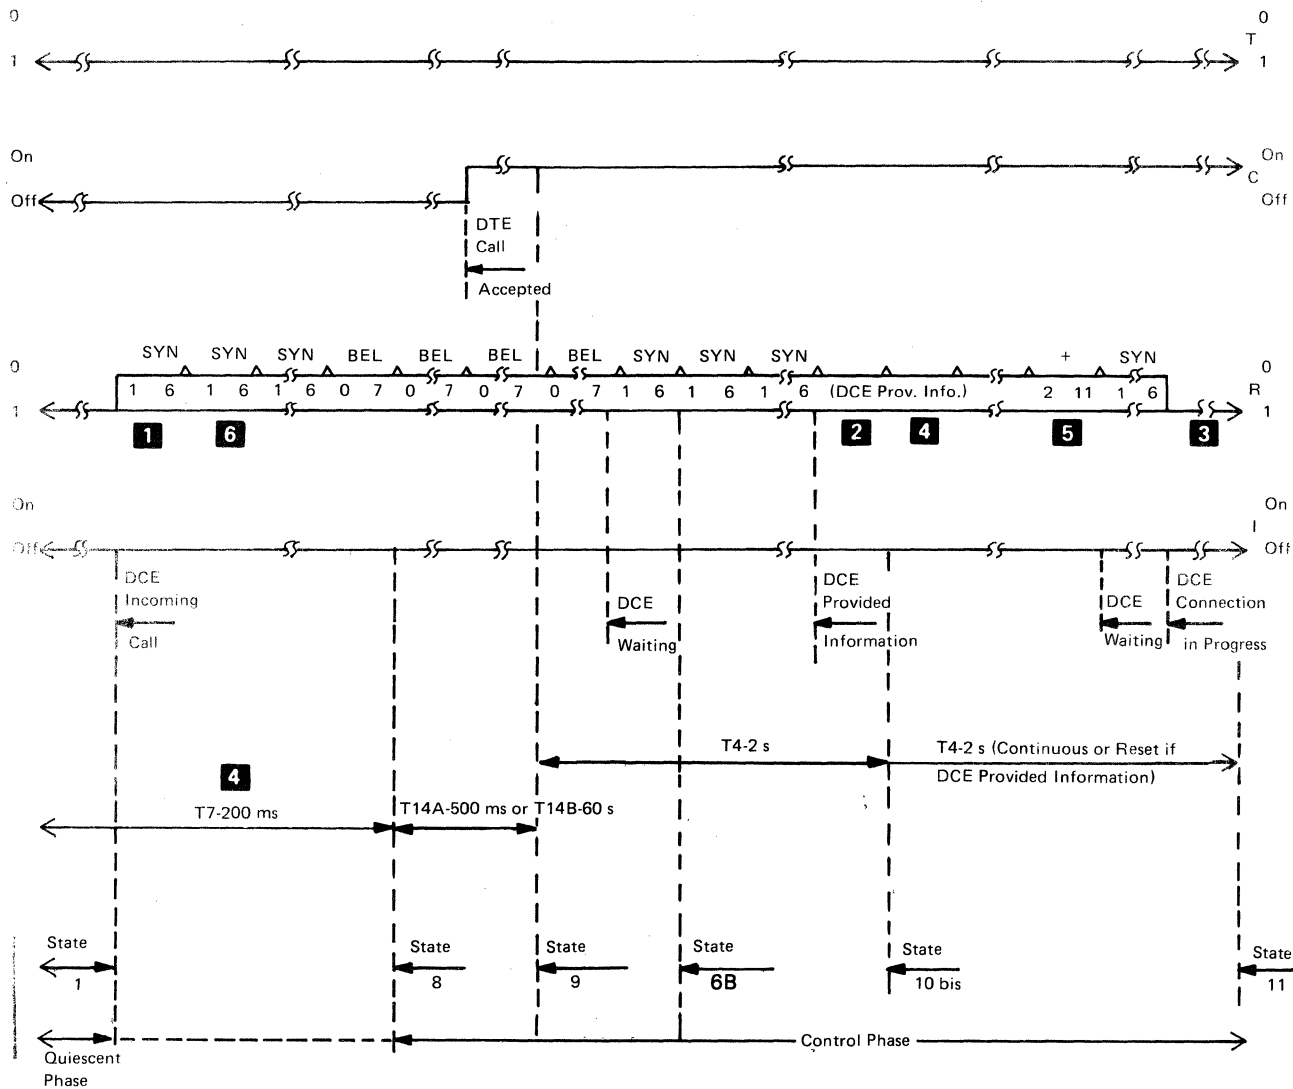 0 0
T
1 1
On On
C
Off Off
DTE
Call
Accepted
SYN SYN SYN BEL BEL BEL BEL SYN SYN SYN + SYN
0 0
1 6 1 6 1 6 0 7 0 7 0 7 0 7 1 6 1 6 1 6 (DCE Prov. Info.) 2 11 1 6 R
1 1
1 6 2 4 5 3
On On
I
Off Off
DCE
Incoming
Call
DCE
Waiting
DCE
Provided
Information
DCE
Waiting
DCE
Connection
in Progress
T4-2 s
T4-2 s (Continuous or Reset if
DCE Provided Information)
4
T7-200 ms
T14A-500 ms or T14B-60 s
State State State State State State
1 8 9 6B 10 bis 11
Quiescent
Phase
Control Phase